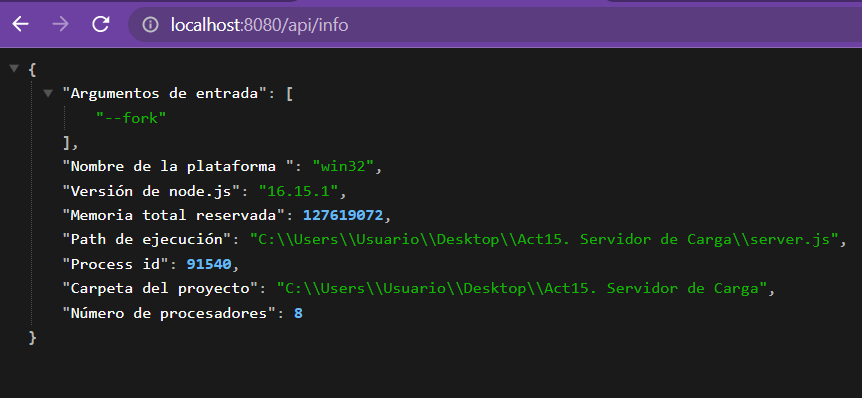 localhost:8080/api/info
{
"Argumentos de entrada": [
"--fork"
],
"Nombre de la plataforma ": "win32",
"Versión de node.js": "16.15.1",
"Memoria total reservada": 127619072,
"Path de ejecución": "C:\\Users\\Usuario\\Desktop\\Act15. Servidor de Carga\\server.js",
"Process id": 91540,
"Carpeta del proyecto": "C:\\Users\\Usuario\\Desktop\\Act15. Servidor de Carga",
"Número de procesadores": 8
}